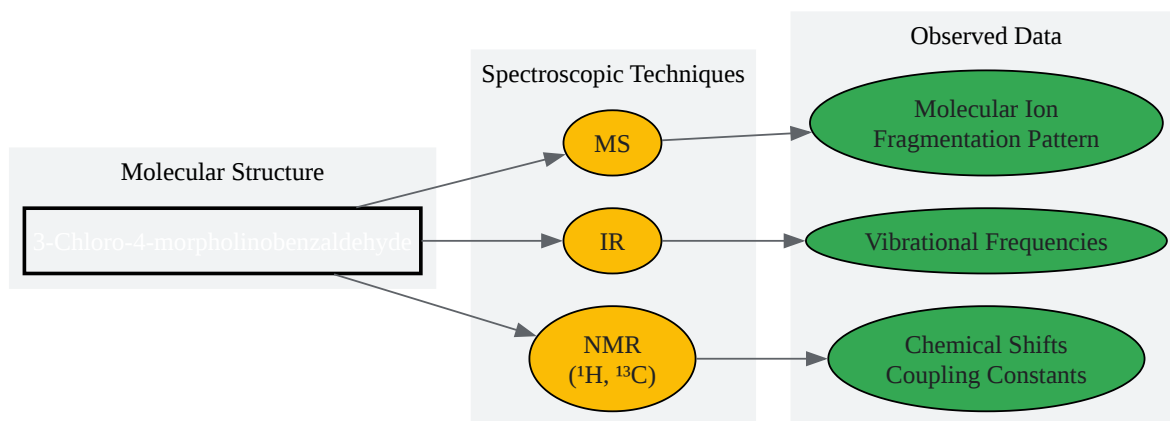 Molecular Structure
3-Chloro-4-morpholinobenzaldehyde
Spectroscopic Techniques
MS
IR
NMR
(¹H, ¹³C)
Observed Data
Molecular Ion
Fragmentation Pattern
Vibrational Frequencies
Chemical Shifts
Coupling Constants